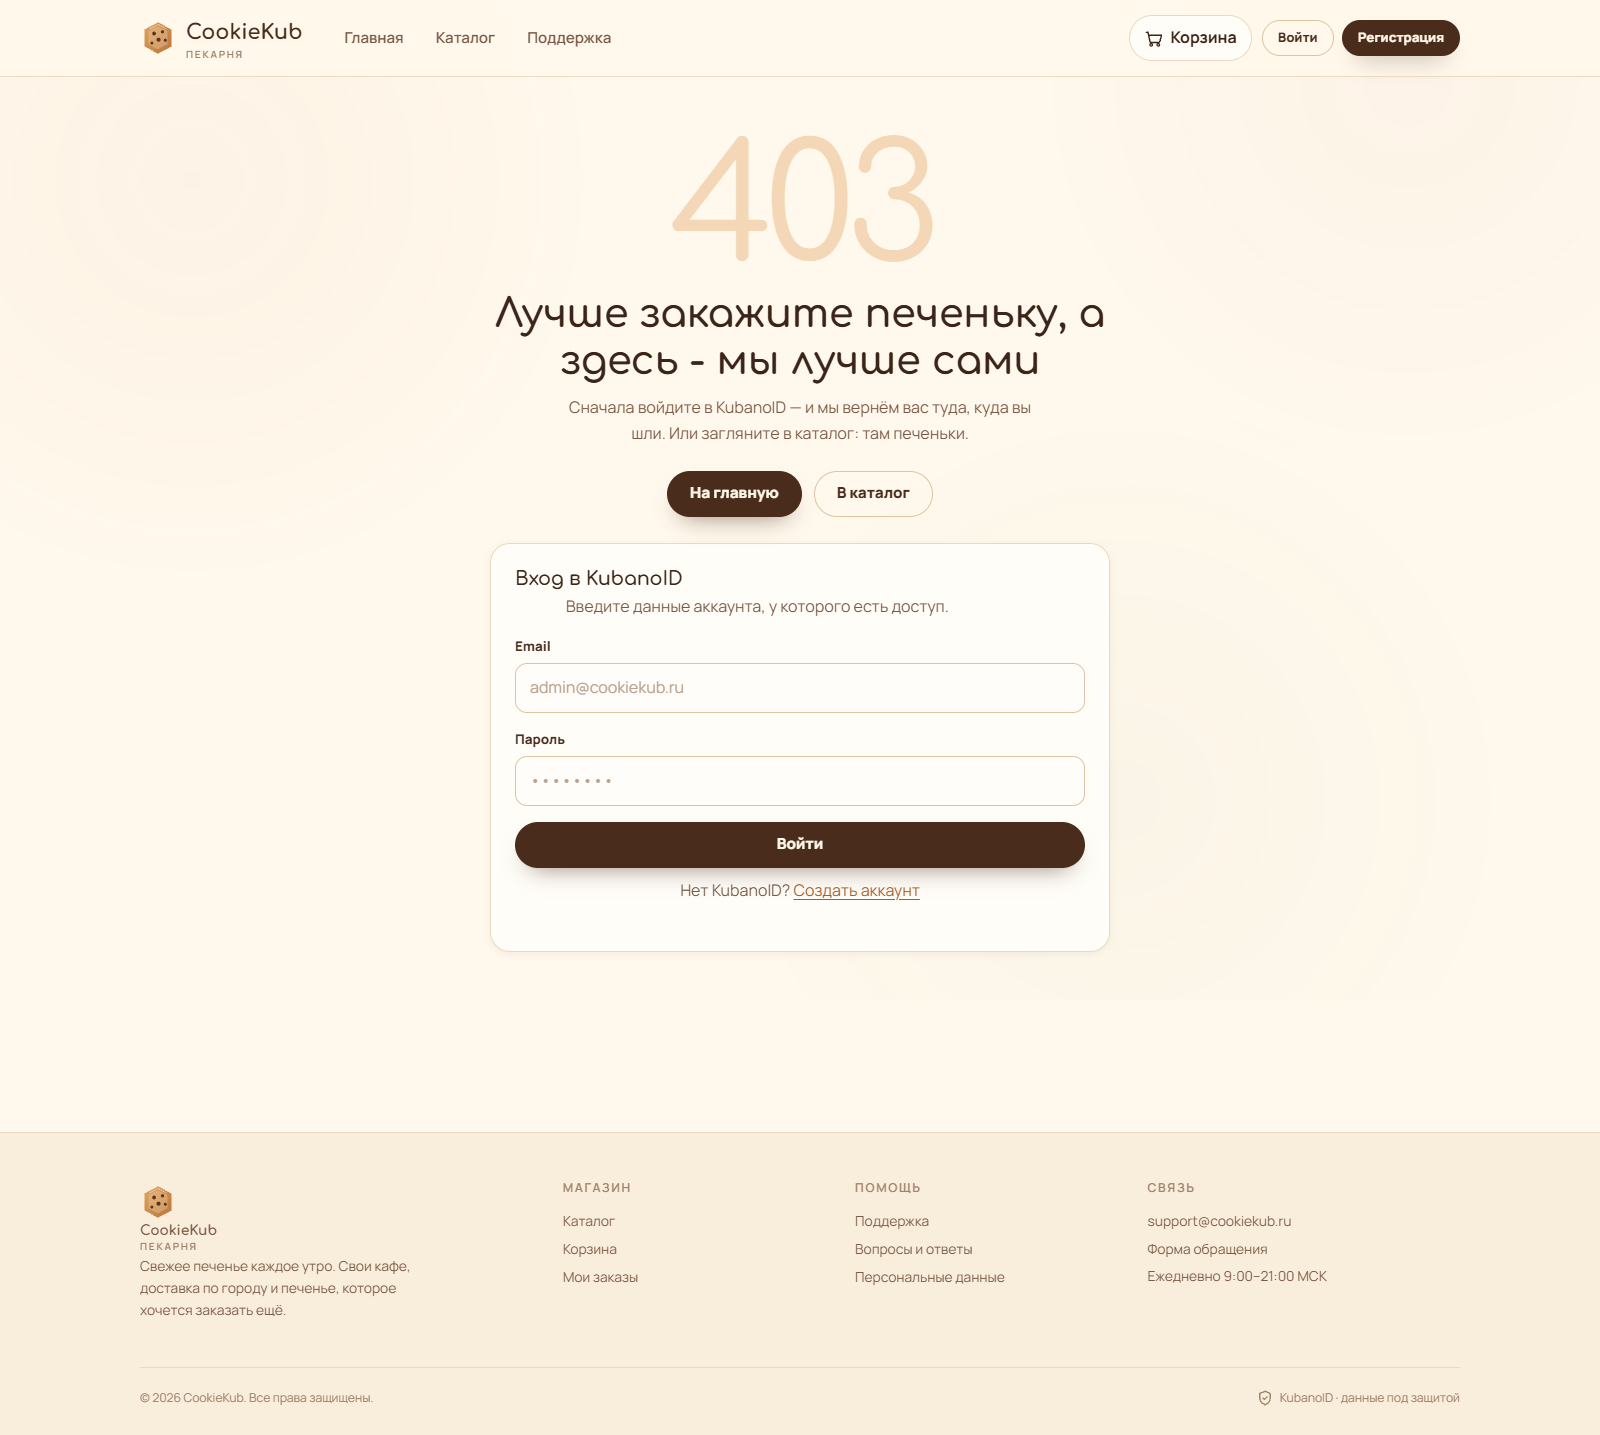 CookieKub
ПЕКАРНЯ
Главная
Каталог
Поддержка
Корзина
Войти
Регистрация
403
Лучше закажите печеньку, а
здесь - мы лучше сами
Сначала войдите в KubanoID — и мы вернём вас туда, куда вы
шли. Или загляните в каталог: там печеньки.
На главную
В каталог
Вход в KubanoID
Введите данные аккаунта, у которого есть доступ.
Email
admin@cookiekub.ru
Пароль
••••••••
Войти
Нет KubanoID? Создать аккаунт
CookieKub
ПЕКАРНЯ
Свежее печенье каждое утро. Свои кафе,
доставка по городу и печенье, которое
хочется заказать ещё.
МАГАЗИН
Каталог
Корзина
Мои заказы
ПОМОЩЬ
Поддержка
Вопросы и ответы
Персональные данные
СВЯЗЬ
support@cookiekub.ru
Форма обращения
Ежедневно 9:00–21:00 МСК
© 2026 CookieKub. Все права защищены.
KubanoID · данные под защитой